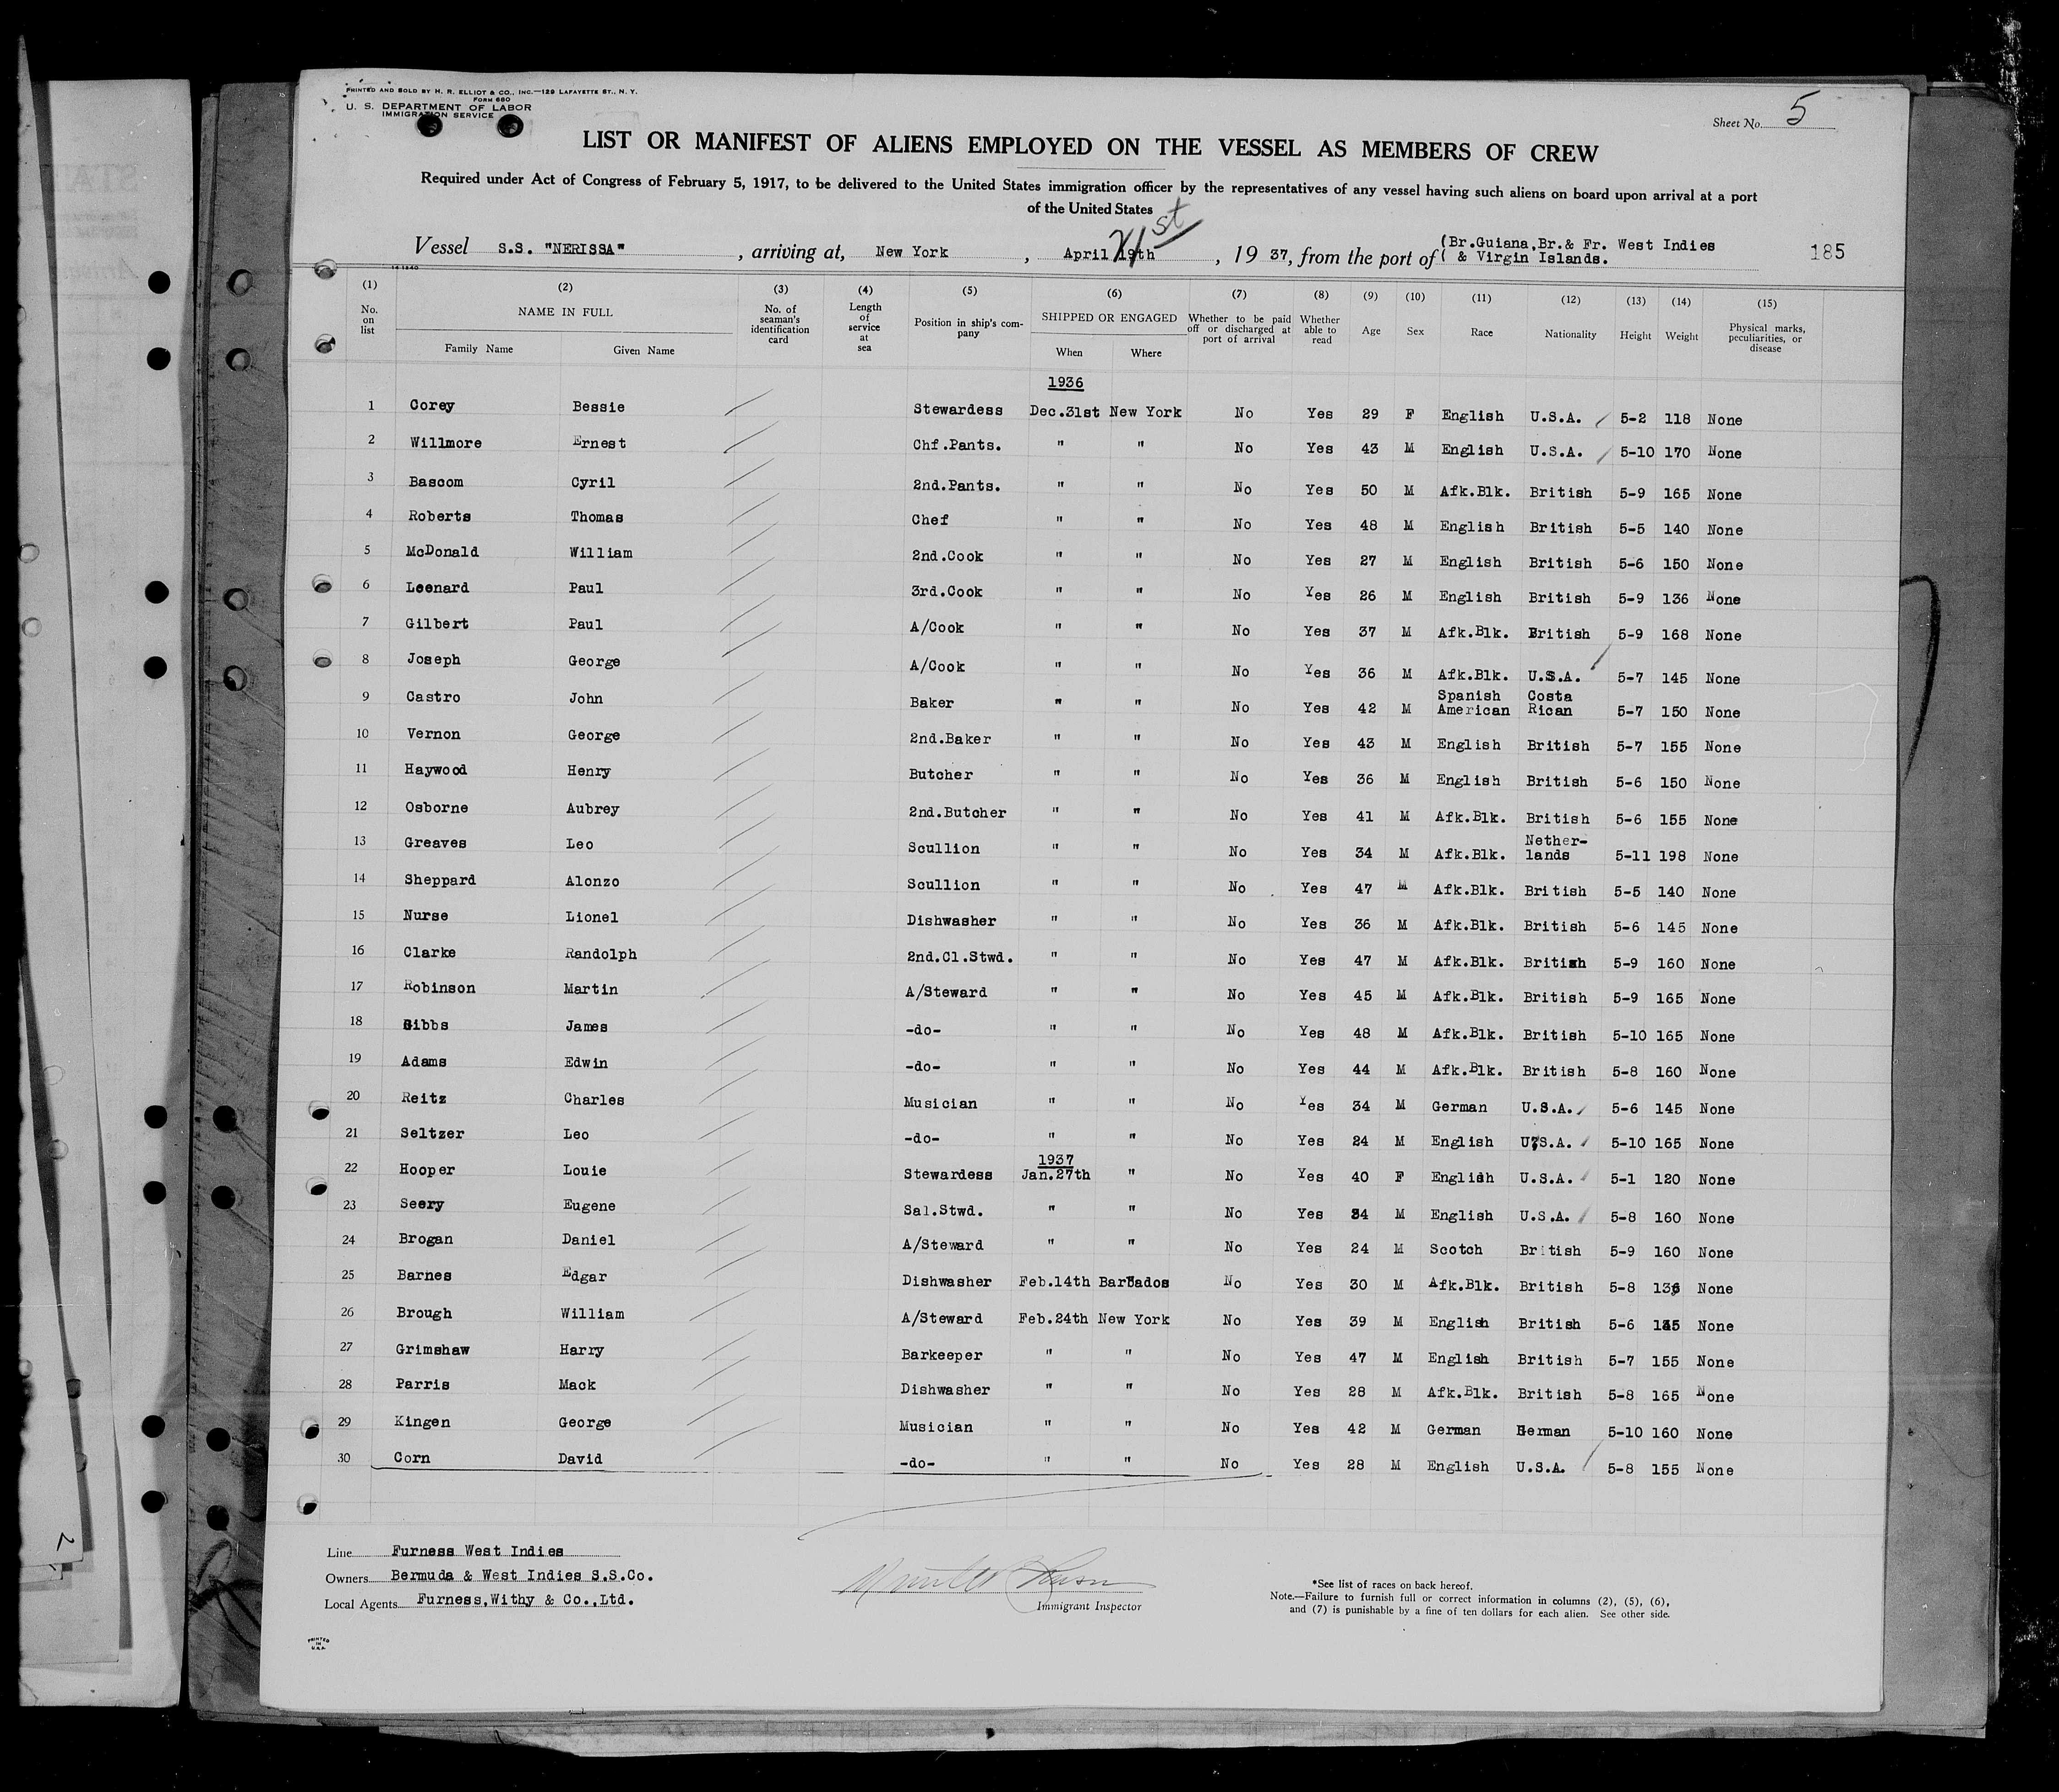 PRINTED AND SOLD BY H. R. ELLIOT & CO., INC.—129 LAFAYETTE ST., N. Y.
FORM 680
U. S. DEPARTMENT OF LABOR
IMMIGRATION SERVICE
Sheet No. 5
LIST OR MANIFEST OF ALIENS EMPLOYED ON THE VESSEL AS MEMBERS OF CREW
Required under Act of Congress of February 5, 1917, to be delivered to the United States immigration officer by the representatives of any vessel having such aliens on board upon arrival at a port
of the United States
Vessel S.S. "NERISSA", arriving at, New York, April 19th 21st, 1937, from the port of (Br.Guiana,Br.& Fr. West Indies
( & Virgin Islands.
185
14-1240
(1) (2) (3) (4) (5) (6) (7) (8) (9) (10) (11) (12) (13) (14) (15)
No. on list NAME IN FULL Family Name Given Name No. of seaman's identification card Length of service at sea Position in ship's company SHIPPED OR ENGAGED When Where Whether to be paid off or discharged at port of arrival Whether able to read Age Sex Race Nationality Height Weight Physical marks, peculiarities, or disease
1936
1 Corey Bessie Stewardess Dec.31st New York No Yes 29 F English U.S.A. 5-2 118 None
2 Willmore Ernest Chf.Pants. " " No Yes 43 M English U.S.A. 5-10 170 None
3 Bascom Cyril 2nd.Pants. " " No Yes 50 M Afk.Blk. British 5-9 165 None
4 Roberts Thomas Chef " " No Yes 48 M English British 5-5 140 None
5 McDonald William 2nd.Cook " " No Yes 27 M English British 5-6 150 None
6 Leenard Paul 3rd.Cook " " No Yes 26 M English British 5-9 136 None
7 Gilbert Paul A/Cook " " No Yes 37 M Afk.Blk. British 5-9 168 None
8 Joseph George A/Cook " " No Yes 36 M Afk.Blk. U.S.A. 5-7 145 None
9 Castro John Baker " " No Yes 42 M Spanish American Costa Rican 5-7 150 None
10 Vernon George 2nd.Baker " " No Yes 43 M English British 5-7 155 None
11 Haywood Henry Butcher " " No Yes 36 M English British 5-6 150 None
12 Osborne Aubrey 2nd.Butcher " " No Yes 41 M Afk.Blk. British 5-6 155 None
13 Greaves Leo Scullion " " No Yes 34 M Afk.Blk. Nether-lands 5-11 198 None
14 Sheppard Alonzo Scullion " " No Yes 47 M Afk.Blk. British 5-5 140 None
15 Nurse Lionel Dishwasher " " No Yes 36 M Afk.Blk. British 5-6 145 None
16 Clarke Randolph 2nd.Cl.Stwd. " " No Yes 47 M Afk.Blk. British 5-9 160 None
17 Robinson Martin A/Steward " " No Yes 45 M Afk.Blk. British 5-9 165 None
18 Gibbs James -do- " " No Yes 48 M Afk.Blk. British 5-10 165 None
19 Adams Edwin -do- " " No Yes 44 M Afk.Blk. British 5-8 160 None
20 Reitz Charles Musician " " No Yes 34 M German U.S.A. 5-6 145 None
21 Seltzer Leo -do- " " No Yes 24 M English U.S.A. 5-10 165 None
1937
22 Hooper Louie Stewardess Jan.27th " No Yes 40 F English U.S.A. 5-1 120 None
23 Seery Eugene Sal.Stwd. " " No Yes 34 M English U.S.A. 5-8 160 None
24 Brogan Daniel A/Steward " " No Yes 24 M Scotch British 5-9 160 None
25 Barnes Edgar Dishwasher Feb.14th Barbados No Yes 30 M Afk.Blk. British 5-8 None
26 Brough William A/Steward Feb.24th New York No Yes 39 M English British 5-6 None
27 Grimshaw Harry Barkeeper " " No Yes 47 M English British 5-7 155 None
28 Parris Mack Dishwasher " " No Yes 28 M Afk.Blk. British 5-8 165 None
29 Kingen George Musician " " No Yes 42 M German German 5-10 160 None
30 Corn David -do- " " No Yes 28 M English U.S.A. 5-8 155 None
Line Furness West Indies
Owners Bermuda & West Indies S.S.Co.
Local Agents Furness,Withy & Co.,Ltd.
Immigrant Inspector
*See list of races on back hereof.
Note.—Failure to furnish full or correct information in columns (2), (5), (6),
and (7) is punishable by a fine of ten dollars for each alien. See other side.
PRINTED
IN
U.S.A.
2